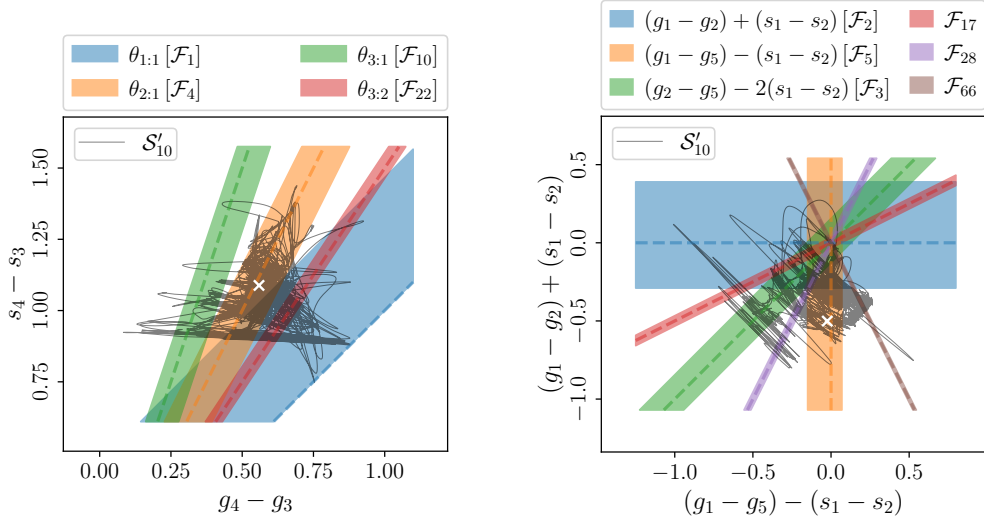 θ1:1 [F1] θ3:1 [F10]
θ2:1 [F4] θ3:2 [F22]
S′10
1.50
1.25
1.00
0.75
s4 − s3
0.00 0.25 0.50 0.75 1.00
g4 − g3
(g1 − g2) + (s1 − s2) [F2] F17
(g1 − g5) − (s1 − s2) [F5] F28
(g2 − g5) − 2(s1 − s2) [F3] F66
S′10
0.5
0.0
−0.5
−1.0
(g1 − g2) + (s1 − s2)
−1.0 −0.5 0.0 0.5
(g1 − g5) − (s1 − s2)